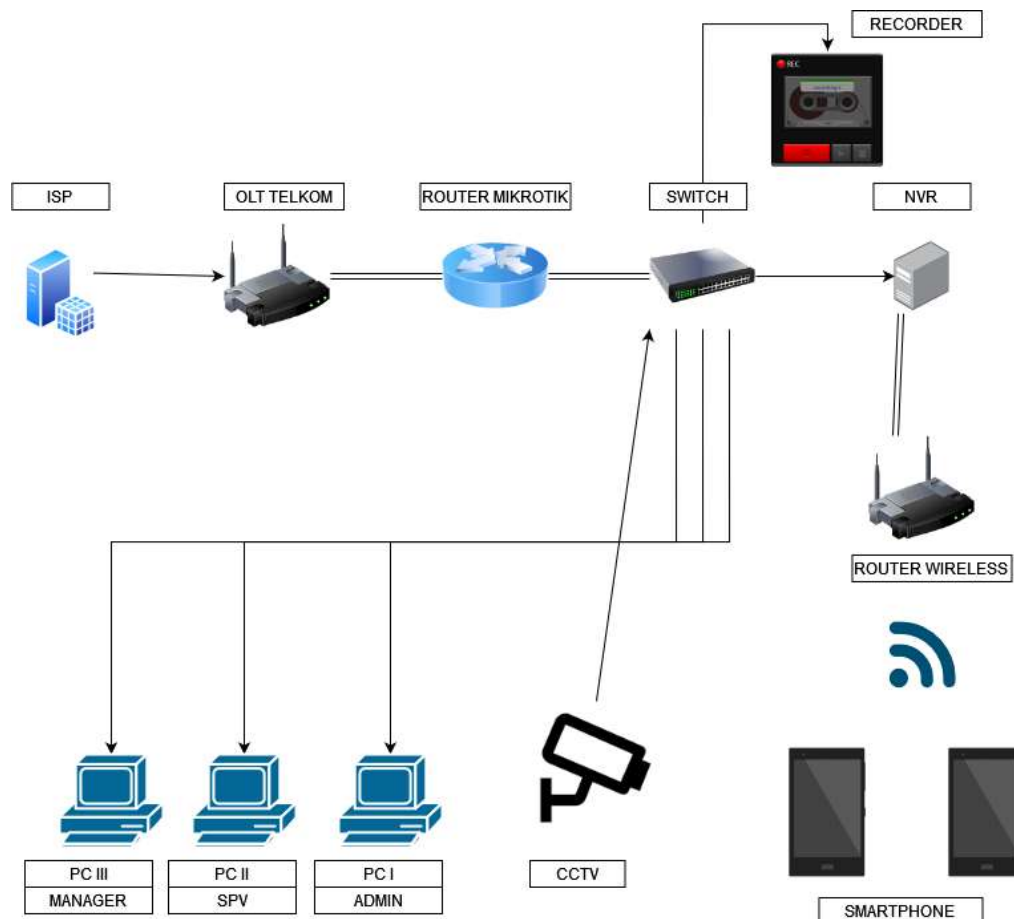 RECORDER
REC
ISP
OLT TELKOM
ROUTER MIKROTIK
SWITCH
NVR
ROUTER WIRELESS
PC III
MANAGER
PC II
SPV
PC I
ADMIN
CCTV
SMARTPHONE